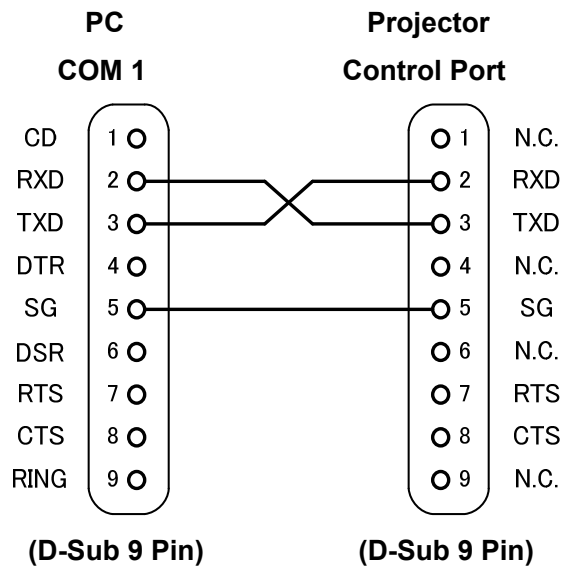 PC Projector
COM 1 Control Port
CD 1 1 N.C.
RXD 2 2 RXD
TXD 3 3 TXD
DTR 4 4 N.C.
SG 5 5 SG
DSR 6 6 N.C.
RTS 7 7 RTS
CTS 8 8 CTS
RING 9 9 N.C.
(D-Sub 9 Pin) (D-Sub 9 Pin)